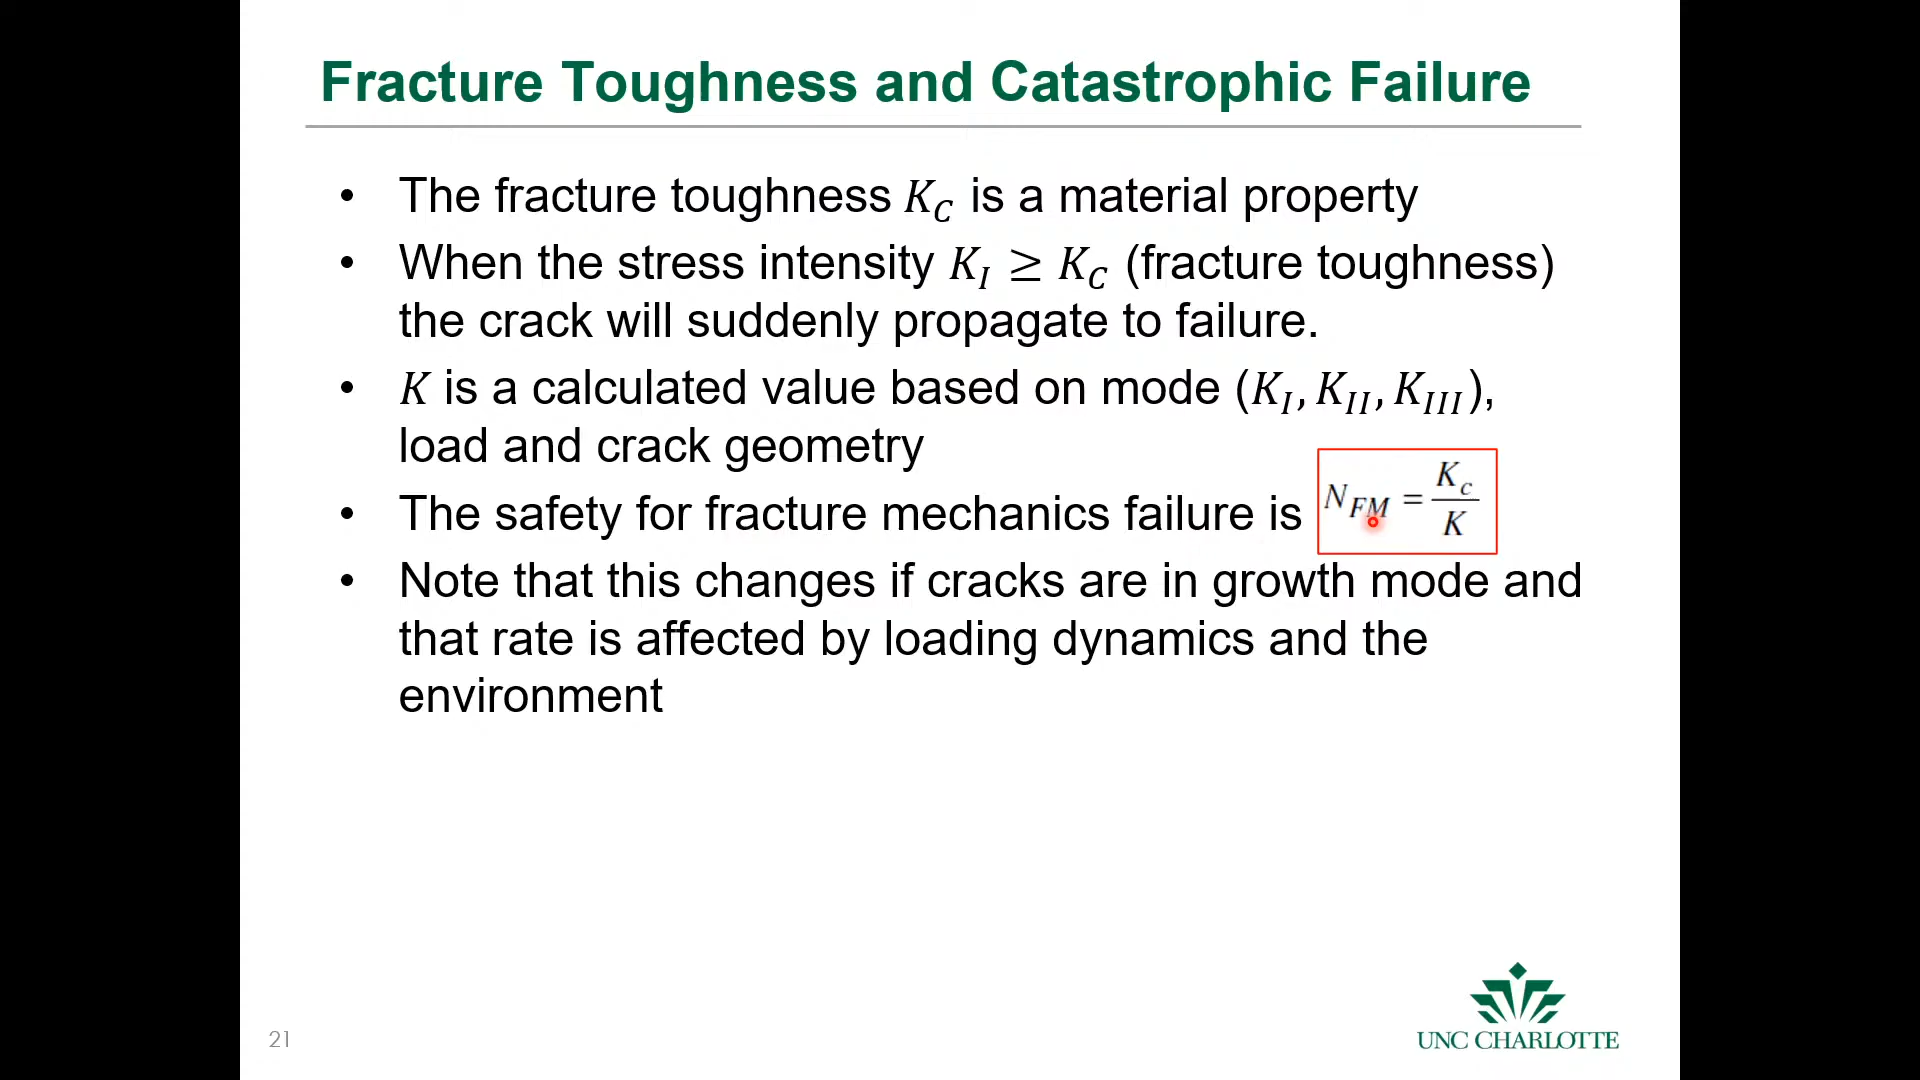 Fracture Toughness and Catastrophic Failure
• The fracture toughness K_C is a material property
• When the stress intensity K_I ≥ K_C (fracture toughness)
the crack will suddenly propagate to failure.
• K is a calculated value based on mode (K_I, K_II, K_III),
load and crack geometry
• The safety for fracture mechanics failure is N_FM = K_c / K
• Note that this changes if cracks are in growth mode and
that rate is affected by loading dynamics and the
environment
21
UNC CHARLOTTE